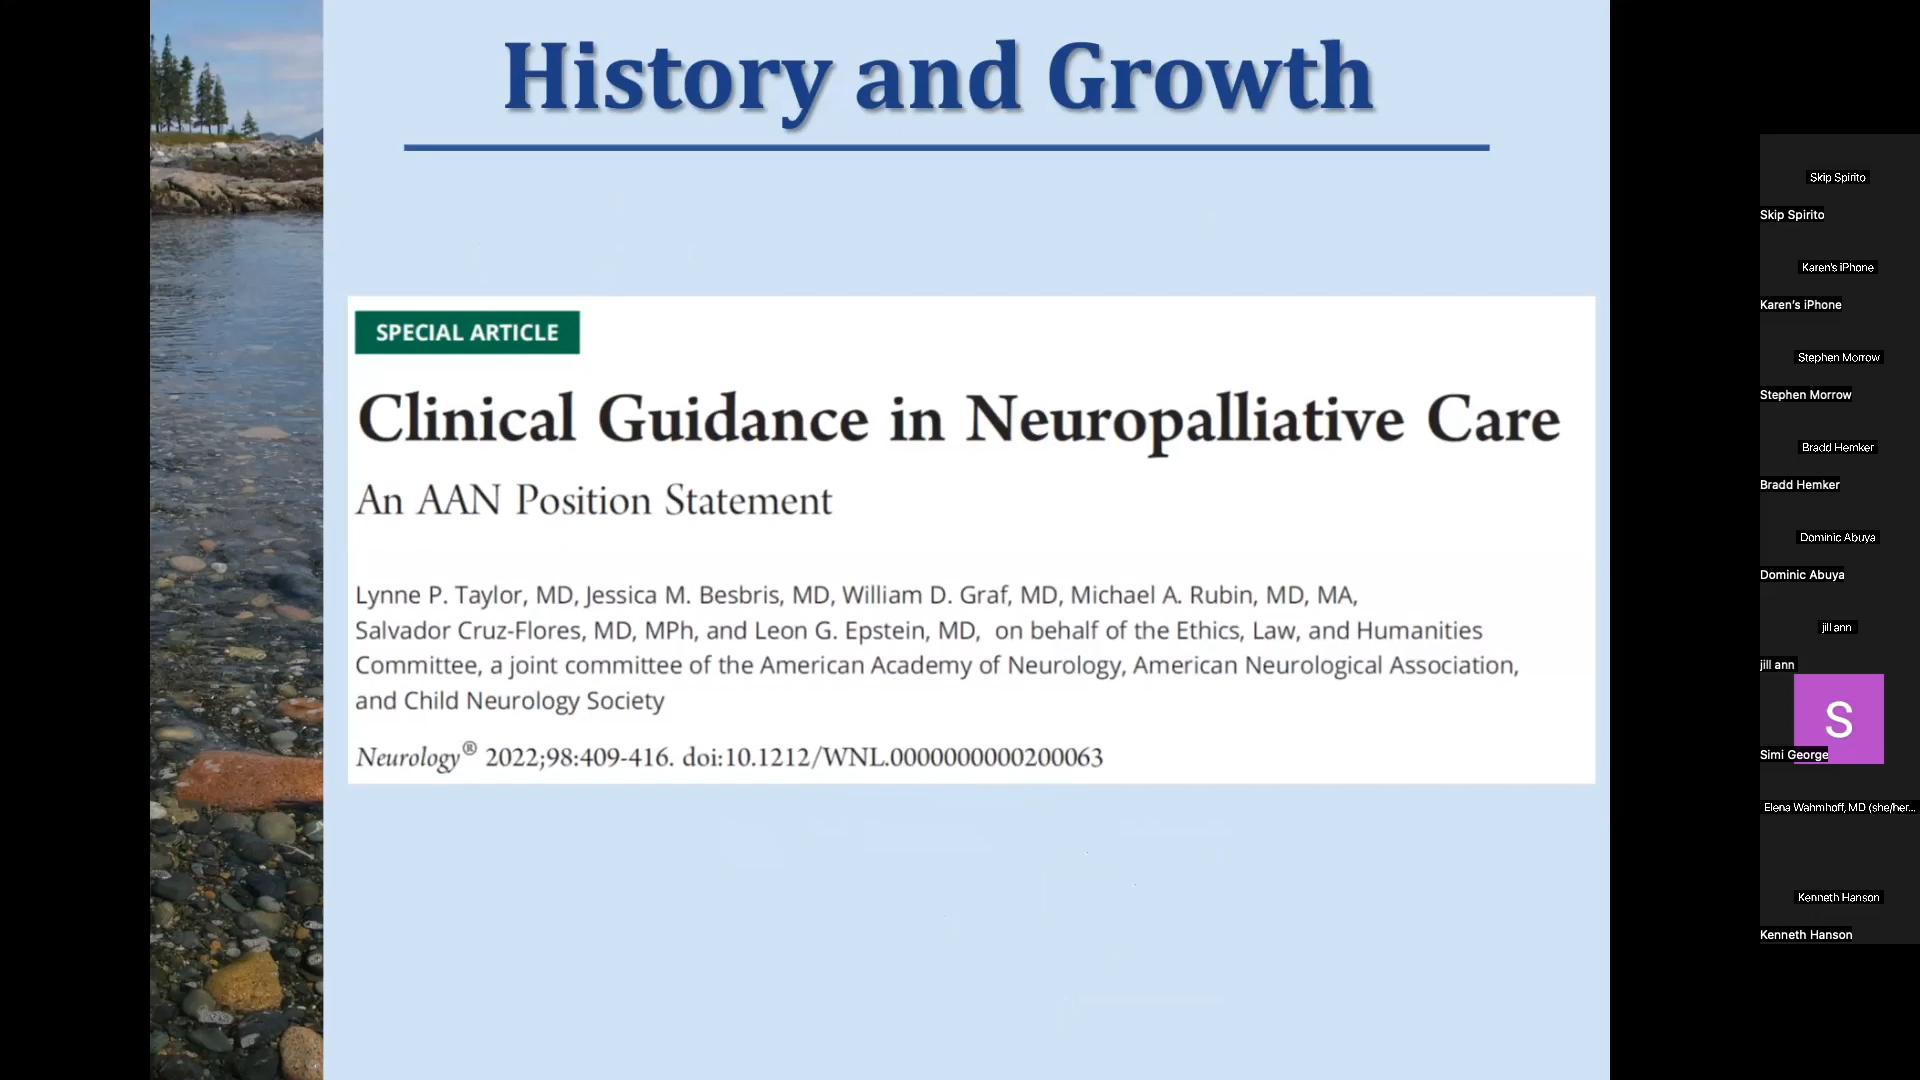 History and Growth
SPECIAL ARTICLE
Clinical Guidance in Neuropalliative Care
An AAN Position Statement
Lynne P. Taylor, MD, Jessica M. Besbris, MD, William D. Graf, MD, Michael A. Rubin, MD, MA,
Salvador Cruz-Flores, MD, MPh, and Leon G. Epstein, MD, on behalf of the Ethics, Law, and Humanities
Committee, a joint committee of the American Academy of Neurology, American Neurological Association,
and Child Neurology Society
Neurology® 2022;98:409-416. doi:10.1212/WNL.0000000000200063
Skip Spirito
Skip Spirito
Karen's iPhone
Karen's iPhone
Stephen Morrow
Stephen Morrow
Bradd Hemker
Bradd Hemker
Dominic Abuya
Dominic Abuya
jill ann
jill ann
S
Simi George
Elena Wahmhoff, MD (she/her...
Kenneth Hanson
Kenneth Hanson